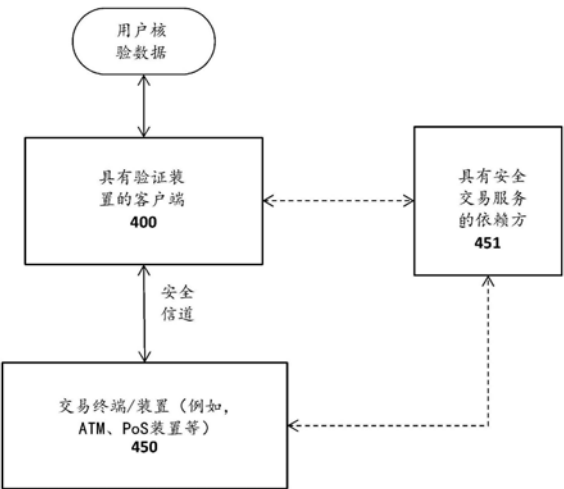 用户核
验数据
具有验证装
置的客户端
400
具有安全
交易服务
的依赖方
451
安全
信道
交易终端/装置（例如，
ATM、PoS装置等）
450